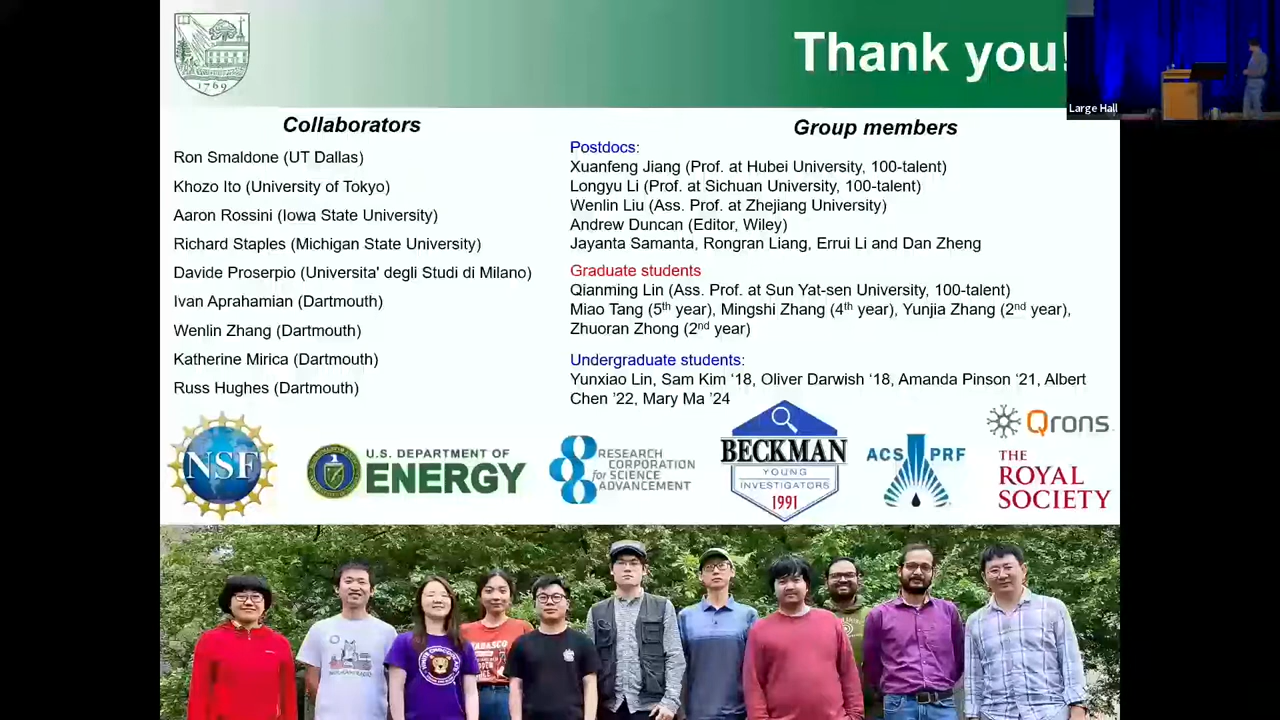 Thank you!
Large Hall
1769
Collaborators
Ron Smaldone (UT Dallas)
Khozo Ito (University of Tokyo)
Aaron Rossini (Iowa State University)
Richard Staples (Michigan State University)
Davide Proserpio (Universita' degli Studi di Milano)
Ivan Aprahamian (Dartmouth)
Wenlin Zhang (Dartmouth)
Katherine Mirica (Dartmouth)
Russ Hughes (Dartmouth)
Group members
Postdocs:
Xuanfeng Jiang (Prof. at Hubei University, 100-talent)
Longyu Li (Prof. at Sichuan University, 100-talent)
Wenlin Liu (Ass. Prof. at Zhejiang University)
Andrew Duncan (Editor, Wiley)
Jayanta Samanta, Rongran Liang, Errui Li and Dan Zheng
Graduate students
Qianming Lin (Ass. Prof. at Sun Yat-sen University, 100-talent)
Miao Tang (5th year), Mingshi Zhang (4th year), Yunjia Zhang (2nd year),
Zhuoran Zhong (2nd year)
Undergraduate students:
Yunxiao Lin, Sam Kim ‘18, Oliver Darwish ‘18, Amanda Pinson ‘21, Albert
Chen ’22, Mary Ma ’24
NSF
U.S. DEPARTMENT OF
ENERGY
RESEARCH
CORPORATION
for SCIENCE
ADVANCEMENT
BECKMAN
YOUNG
INVESTIGATORS
1991
ACS PRF
Qrons
THE
ROYAL
SOCIETY